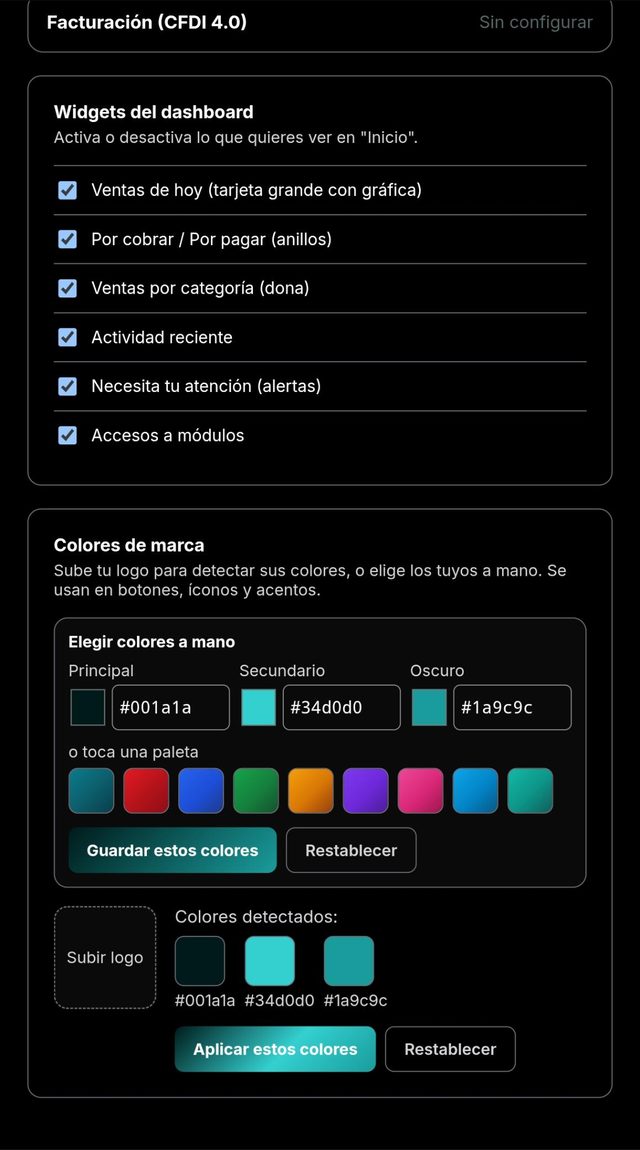 Facturación (CFDI 4.0) Sin configurar
Widgets del dashboard
Activa o desactiva lo que quieres ver en "Inicio".
Ventas de hoy (tarjeta grande con gráfica)
Por cobrar / Por pagar (anillos)
Ventas por categoría (dona)
Actividad reciente
Necesita tu atención (alertas)
Accesos a módulos
Colores de marca
Sube tu logo para detectar sus colores, o elige los tuyos a mano. Se
usan en botones, íconos y acentos.
Elegir colores a mano
Principal Secundario Oscuro
#001a1a #34d0d0 #1a9c9c
o toca una paleta
Guardar estos colores Restablecer
Subir logo
Colores detectados:
#001a1a #34d0d0 #1a9c9c
Aplicar estos colores Restablecer